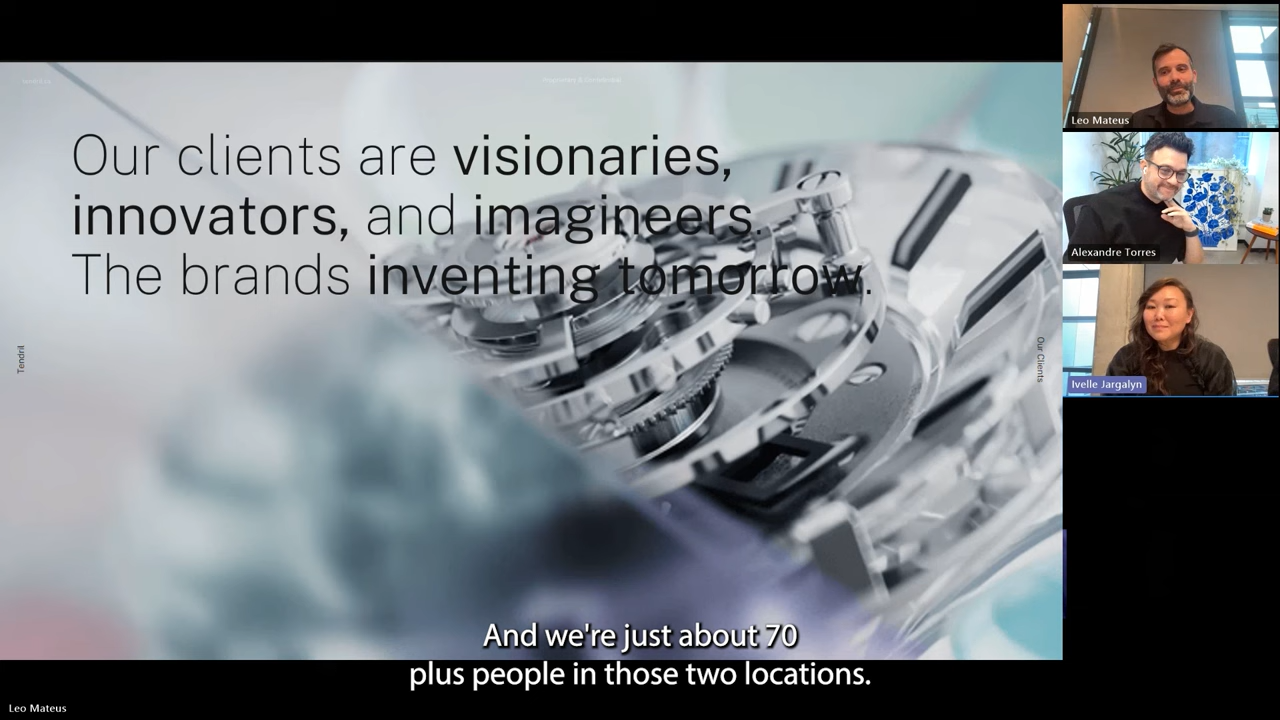 Our clients are visionaries,
innovators, and imagineers.
The brands inventing tomorrow.
Tendril
Our Clients
And we're just about 70
plus people in those two locations.
Leo Mateus
Leo Mateus
Alexandre Torres
Ivelle Jargalyn